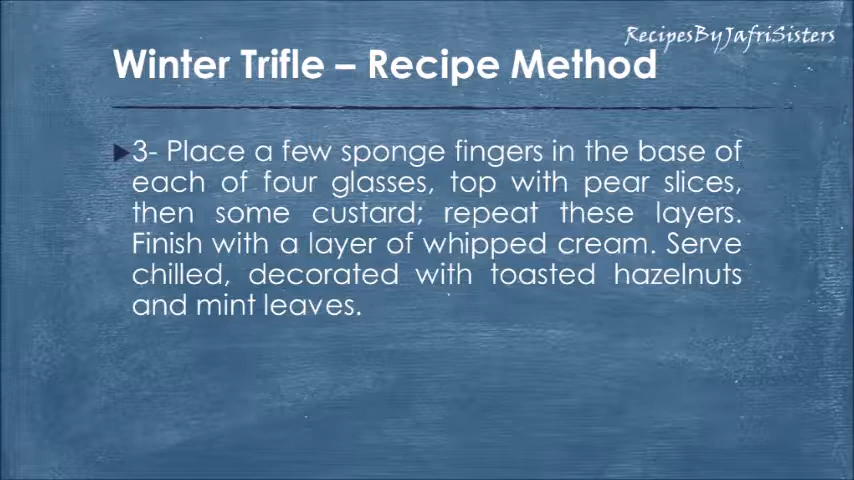 RecipesByJafriSisters
Winter Trifle – Recipe Method
3- Place a few sponge fingers in the base of
each of four glasses, top with pear slices,
then some custard; repeat these layers.
Finish with a layer of whipped cream. Serve
chilled, decorated with toasted hazelnuts
and mint leaves.